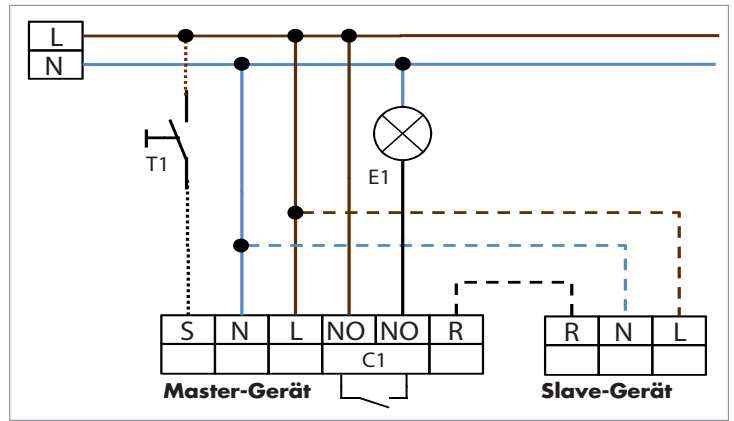 L
N
T1
E1
S N L NO NO R
R N L
C1
Master-Gerät
Slave-Gerät